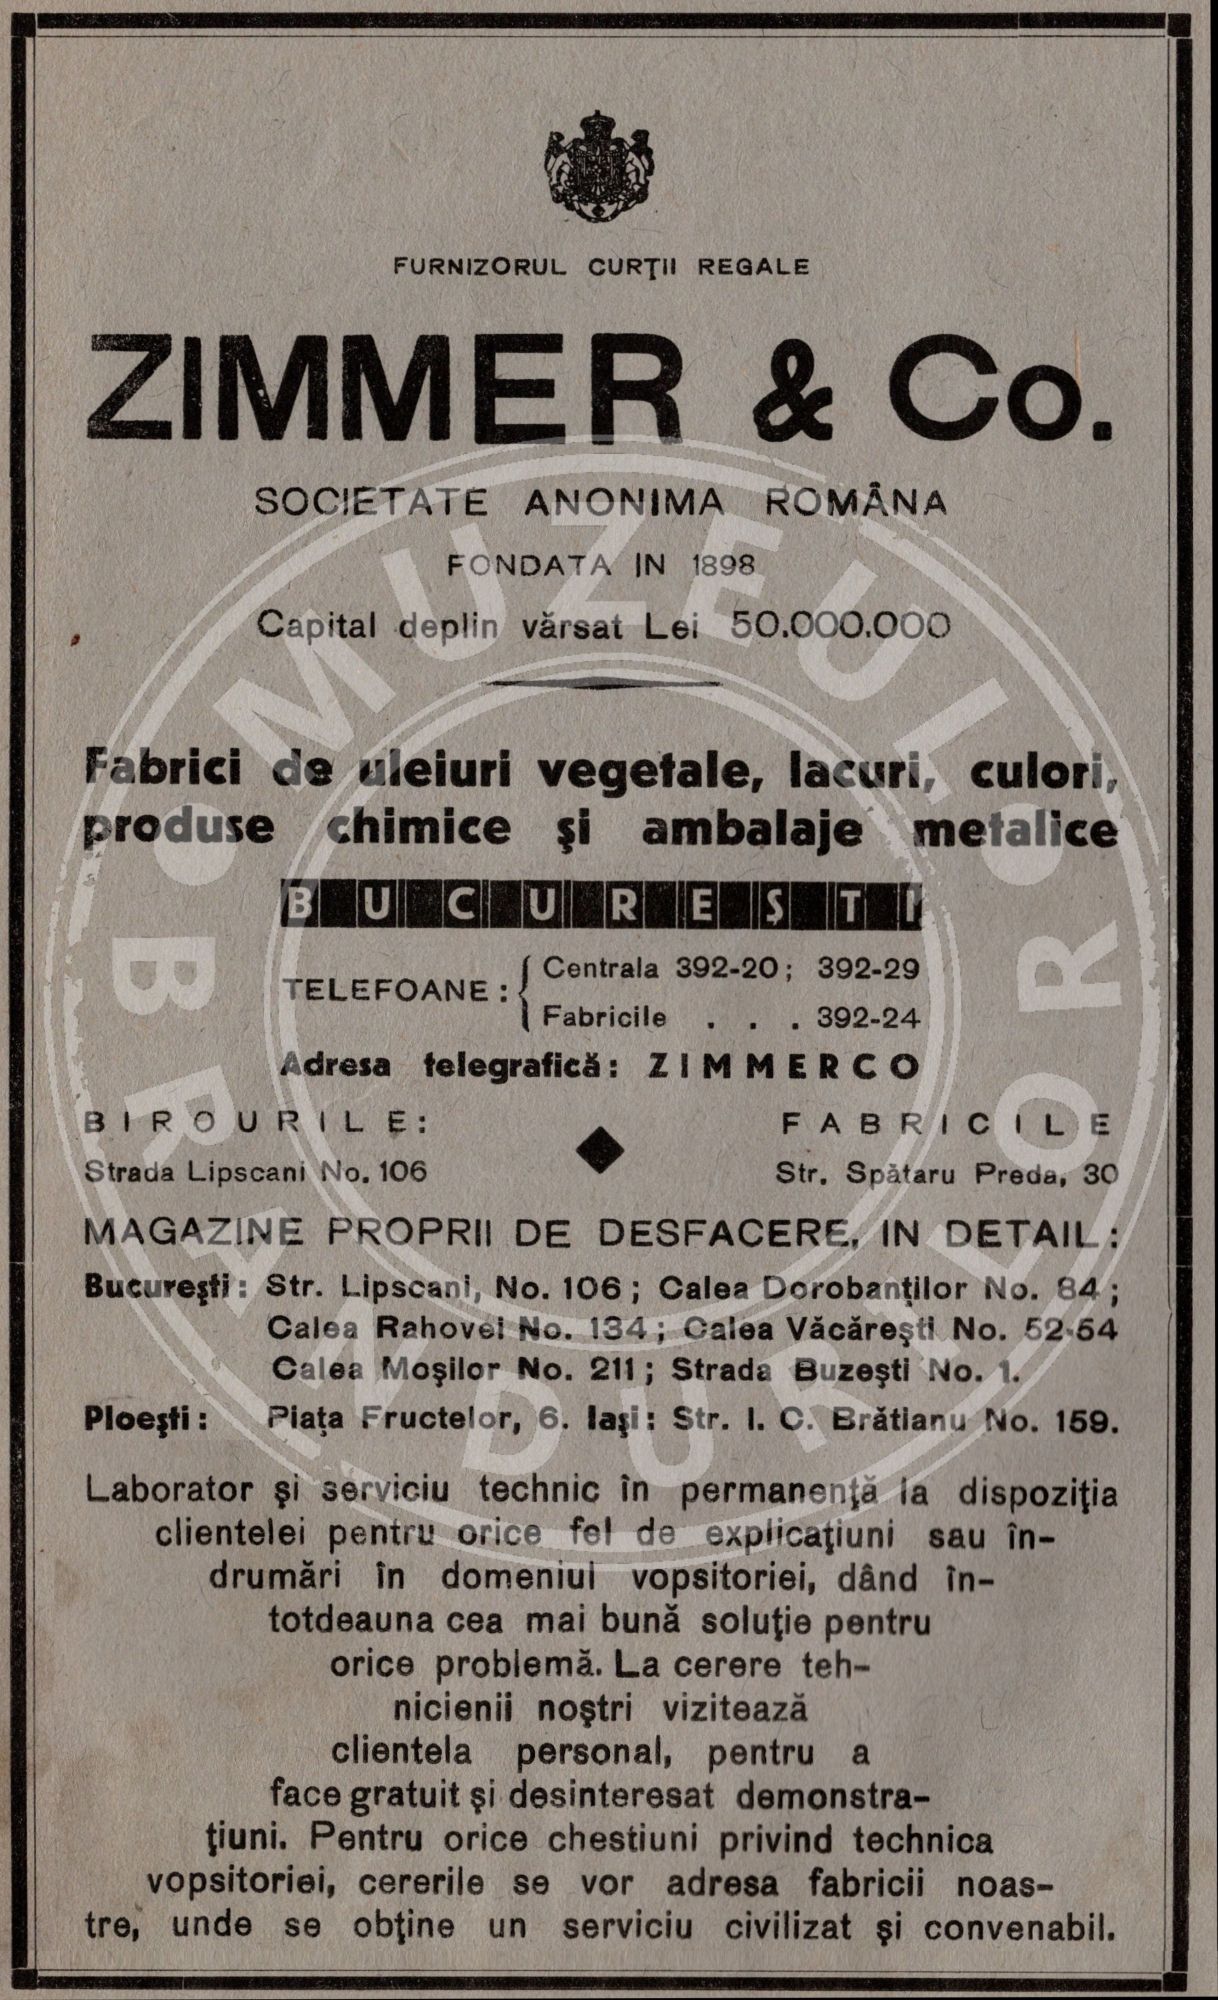 FURNIZORUL CURŢII REGALE
ZIMMER & Co.
SOCIETATE ANONIMA ROMÂNA
FONDATA IN 1898
Capital deplin vărsat Lei 50.000.000
Fabrici de uleiuri vegetale, lacuri, culori,
produse chimice şi ambalaje metalice
BUCUREŞTI
TELEFOANE: Centrala 392-20; 392-29
Fabricile . . . 392-24
Adresa telegrafică: ZIMMERCO
BIROURILE:
Strada Lipscani No. 106
FABRICILE
Str. Spătaru Preda, 30
MAGAZINE PROPRII DE DESFACERE, IN DETAIL:
Bucureşti: Str. Lipscani, No. 106; Calea Dorobanţilor No. 84;
Calea Rahovei No. 134; Calea Văcăreşti No. 52-54
Calea Moşilor No. 211; Strada Buzeşti No. 1.
Ploeşti: Piaţa Fructelor, 6. Iaşi: Str. I. C. Brătianu No. 159.
Laborator şi serviciu technic în permanenţă la dispoziţia
clientelei pentru orice fel de explicaţiuni sau în-
drumări în domeniul vopsitoriei, dând în-
totdeauna cea mai bună soluţie pentru
orice problemă. La cerere teh-
nicienii noştri vizitează
clientela personal, pentru a
face gratuit şi desinteresat demonstra-
ţiuni. Pentru orice chestiuni privind technica
vopsitoriei, cererile se vor adresa fabricii noas-
tre, unde se obţine un serviciu civilizat şi convenabil.
MUZEUL
BRANDURILOR